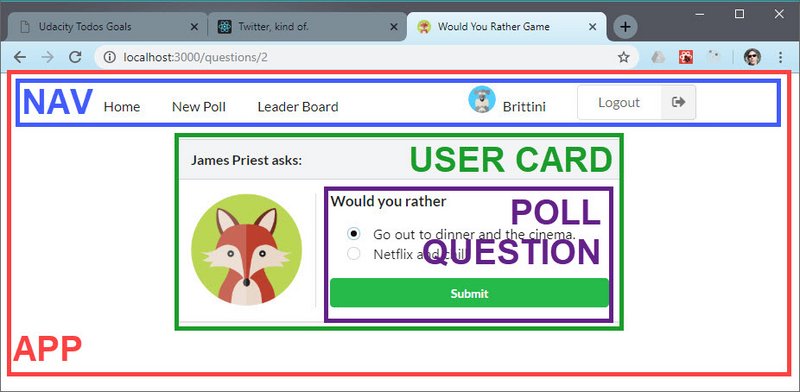 Udacity Todos Goals
Twitter, kind of.
Would You Rather Game
localhost:3000/questions/2
NAV
Home
New Poll
Leader Board
Brittini
Logout
USER CARD
James Priest asks:
POLL QUESTION
Would you rather
Go out to dinner and the cinema.
Netflix and chill
Submit
APP